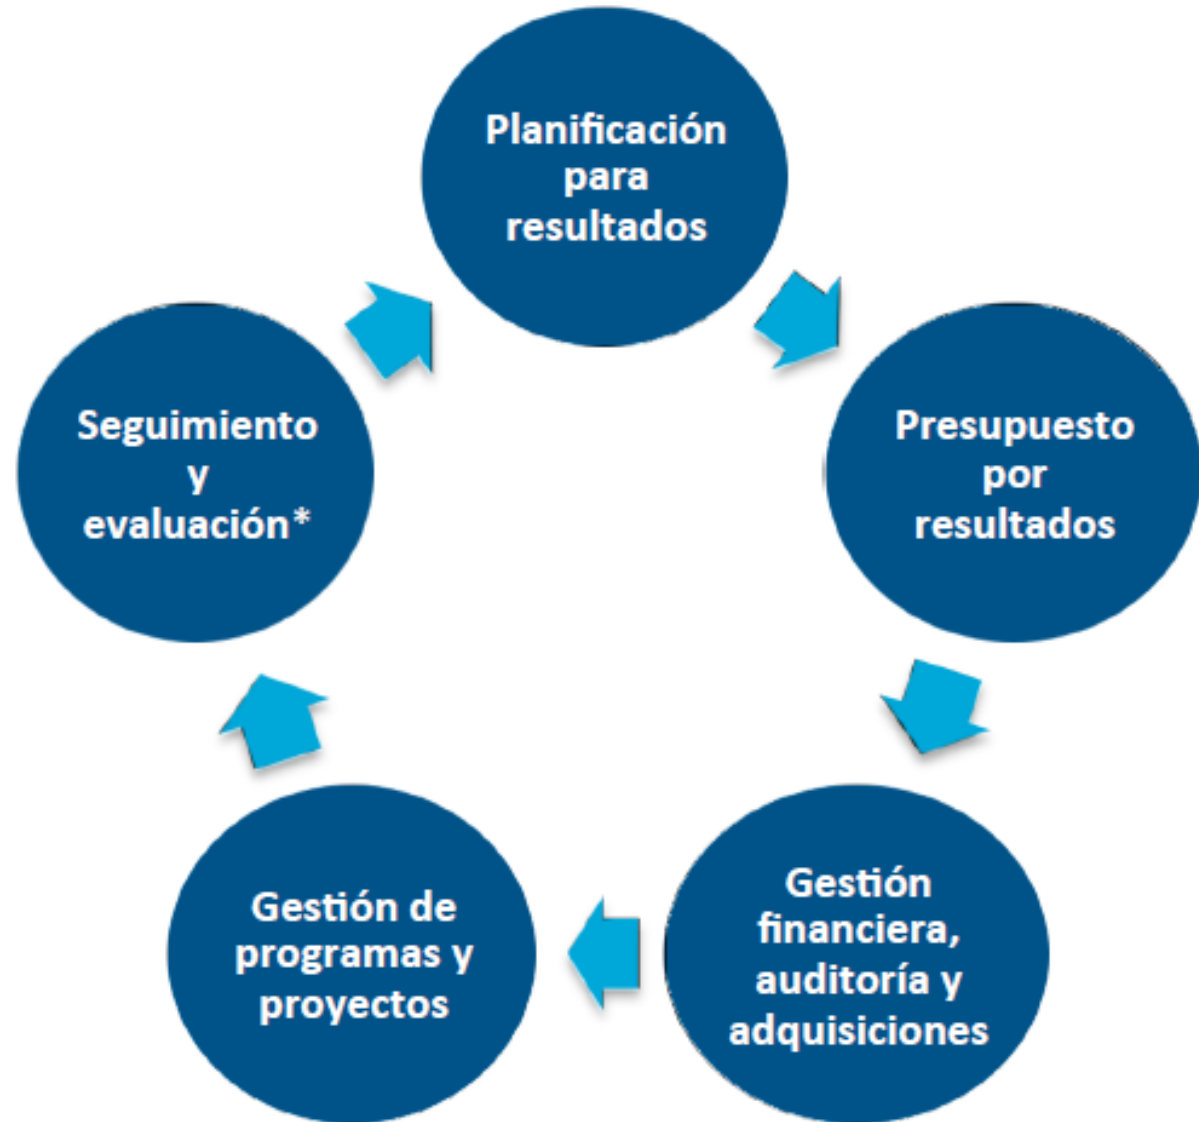 Planificación
para
resultados
Presupuesto
por
resultados
Gestión
financiera,
auditoría y
adquisiciones
Gestión de
programas y
proyectos
Seguimiento
y
evaluación*